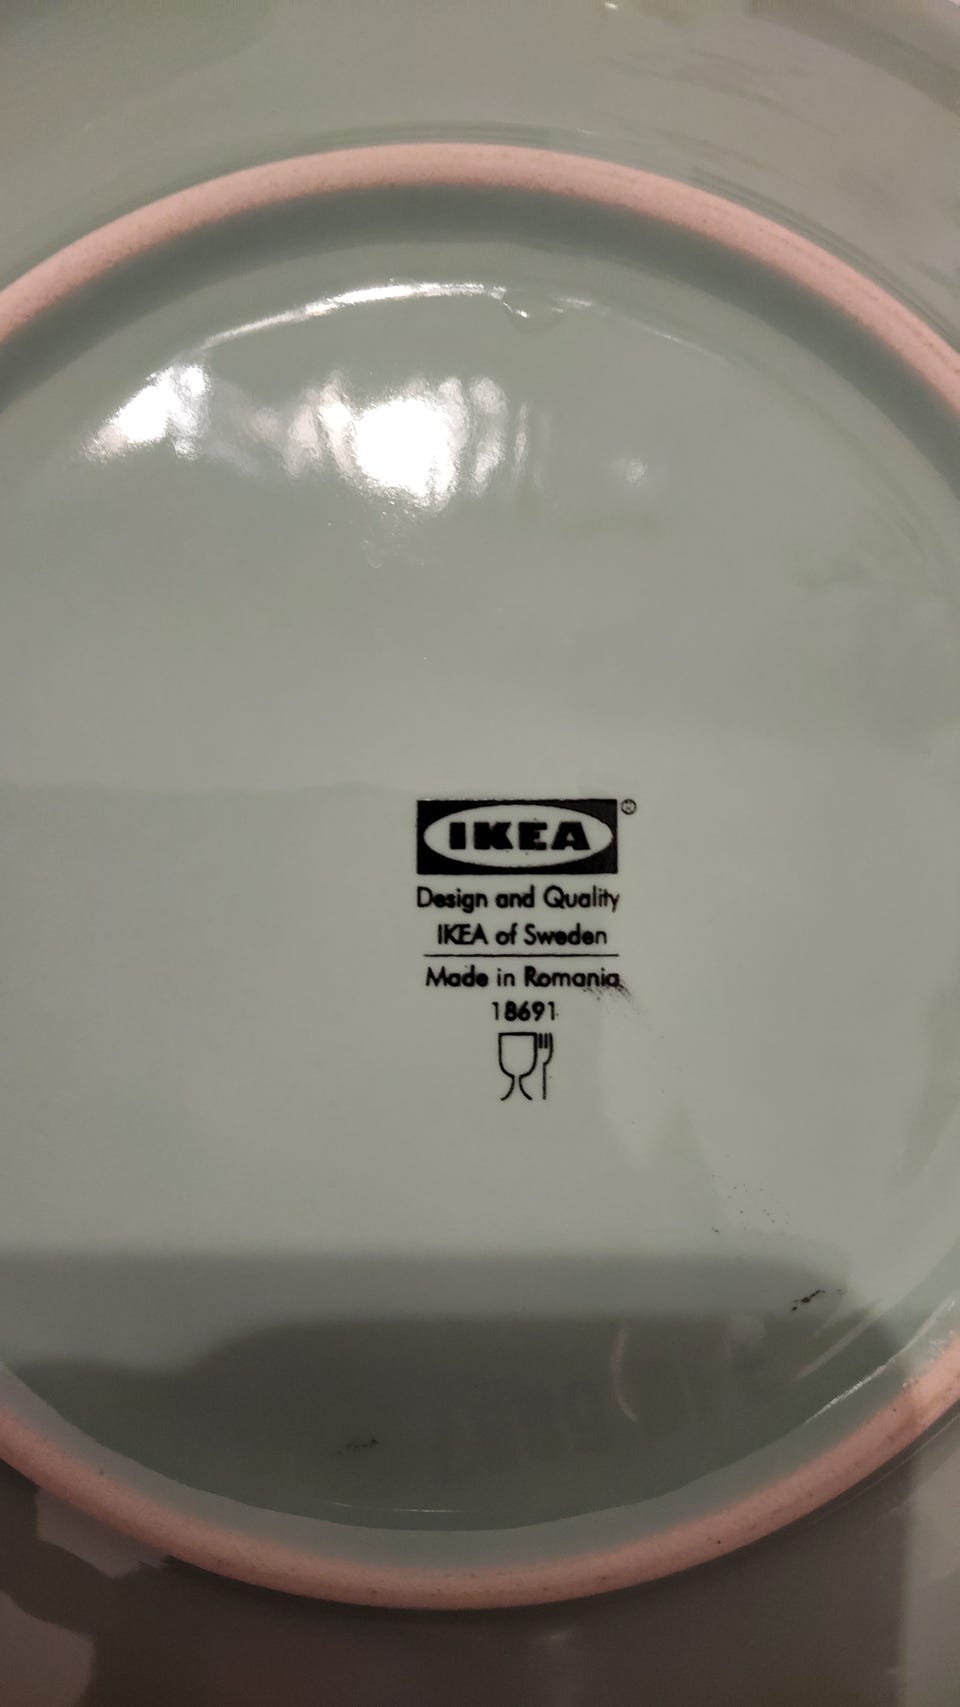 IKEA®
Design and Quality
IKEA of Sweden
Made in Romania
18691